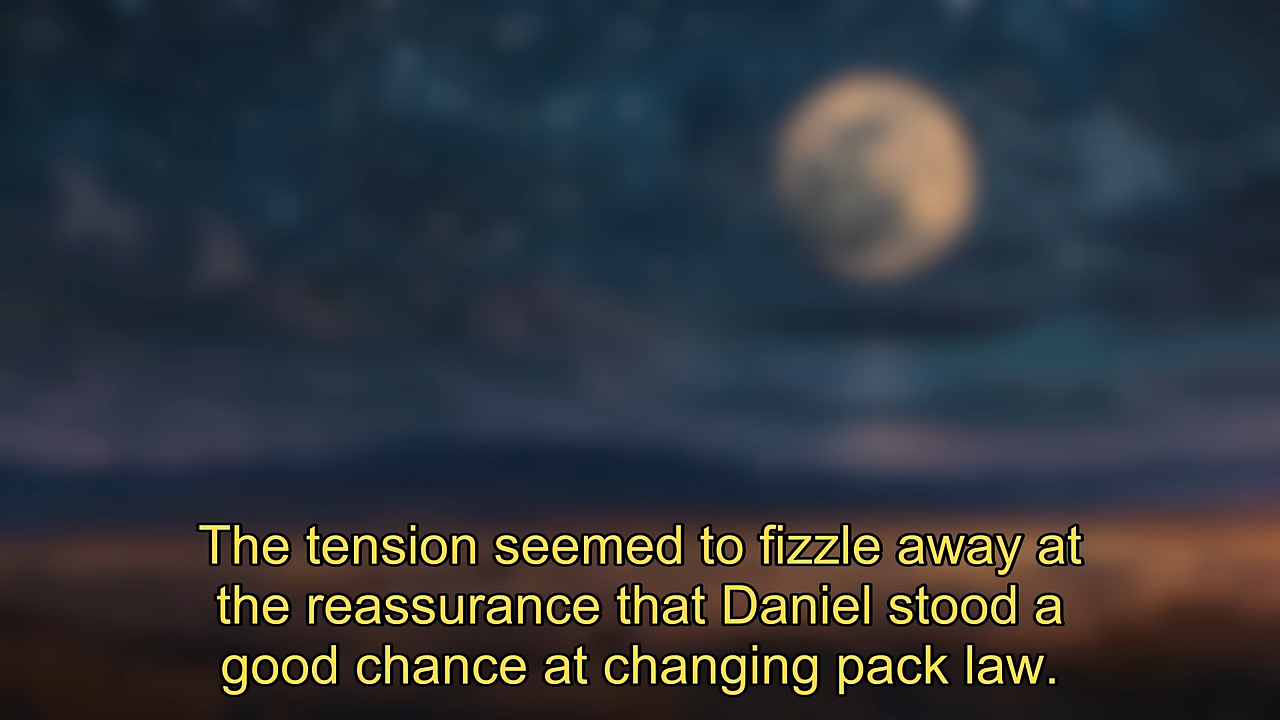 The tension seemed to fizzle away at
the reassurance that Daniel stood a
good chance at changing pack law.